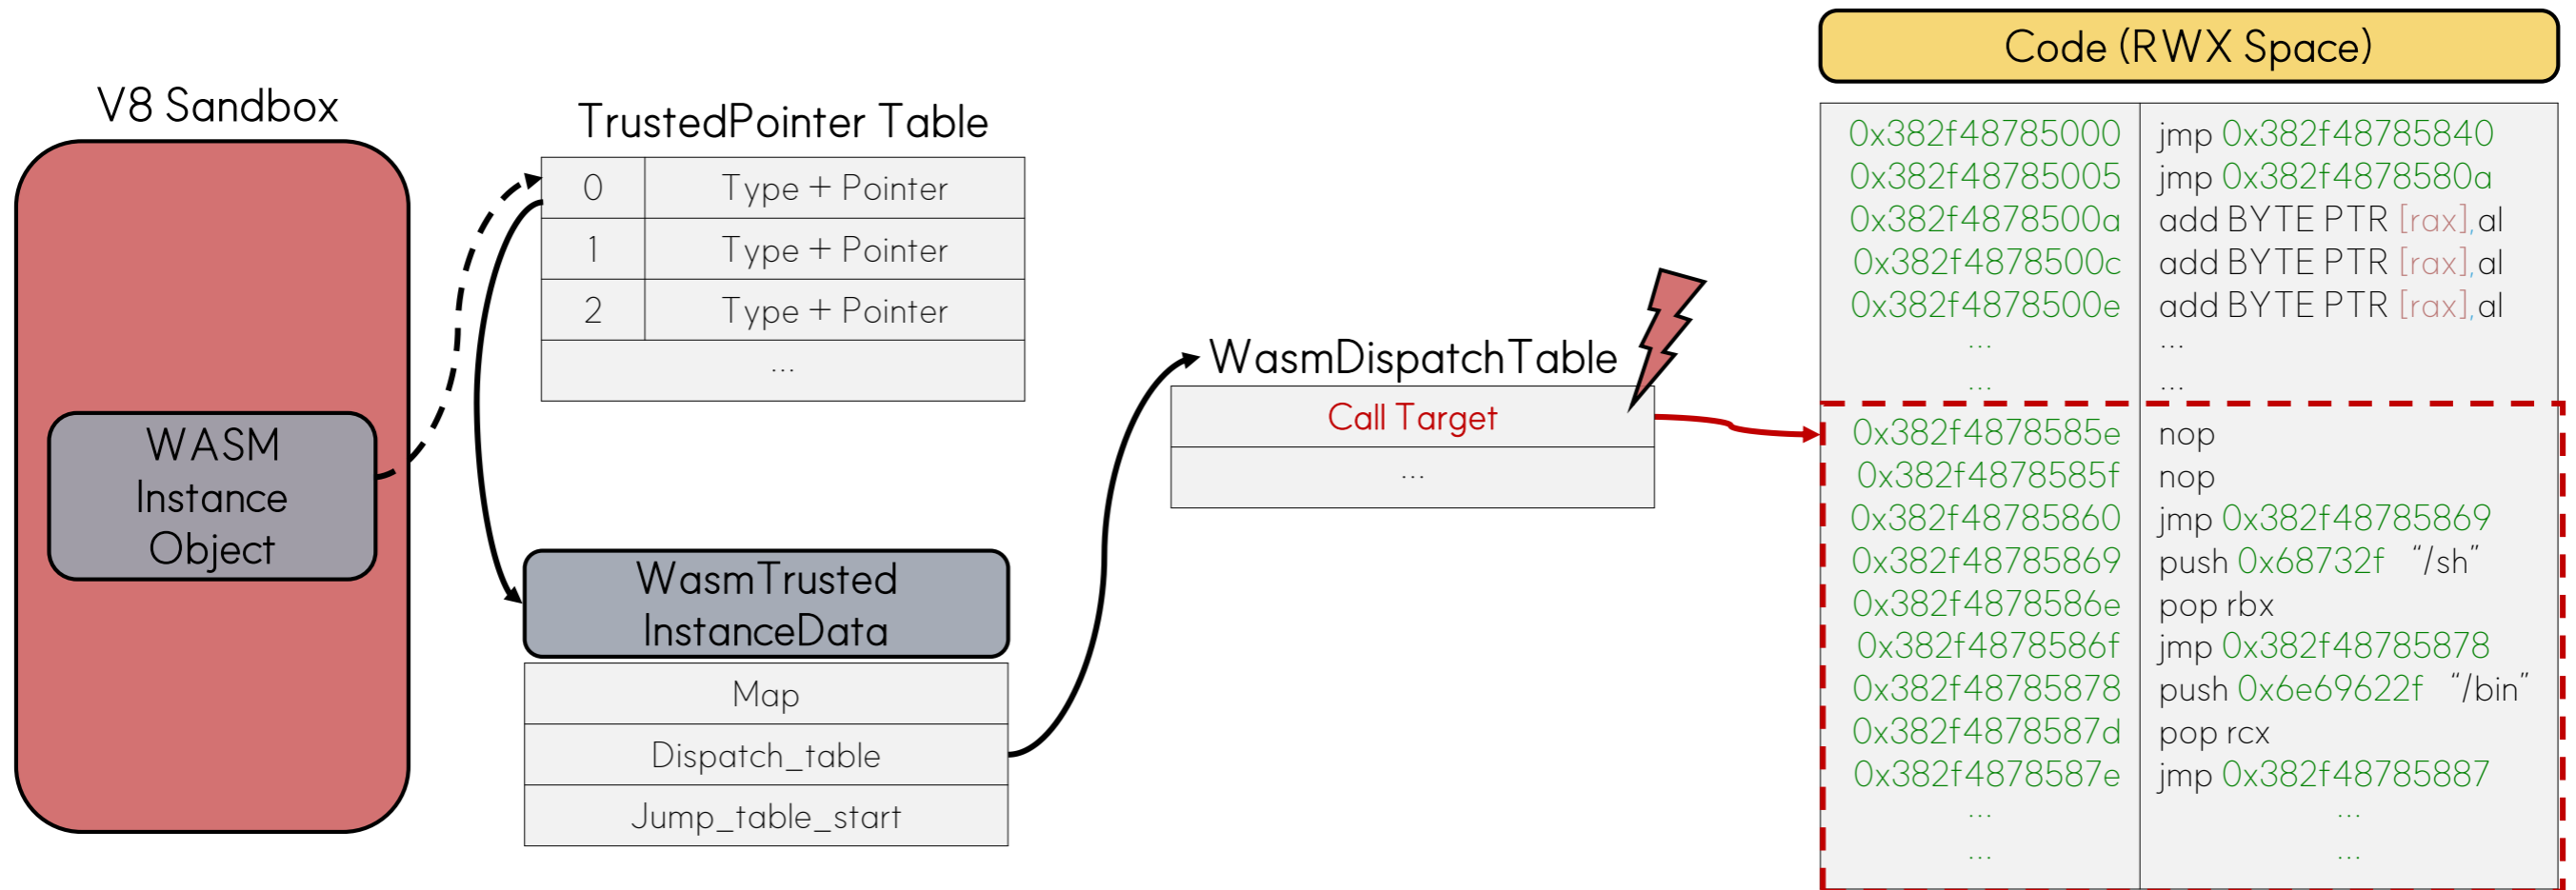 V8 Sandbox
WASM
Instance
Object
TrustedPointer Table
0 Type + Pointer
1 Type + Pointer
2 Type + Pointer
...
WasmTrusted
InstanceData
Map
Dispatch_table
Jump_table_start
WasmDispatchTable
Call Target
...
Code (RWX Space)
0x382f48785000 jmp 0x382f48785840
0x382f48785005 jmp 0x382f4878580a
0x382f4878500a add BYTE PTR [rax],al
0x382f4878500c add BYTE PTR [rax],al
0x382f4878500e add BYTE PTR [rax],al
... ...
... ...
0x382f4878585e nop
0x382f4878585f nop
0x382f48785860 jmp 0x382f48785869
0x382f48785869 push 0x68732f “/sh”
0x382f4878586e pop rbx
0x382f4878586f jmp 0x382f48785878
0x382f48785878 push 0x6e69622f “/bin”
0x382f4878587d pop rcx
0x382f4878587e jmp 0x382f48785887
... ...
... ...